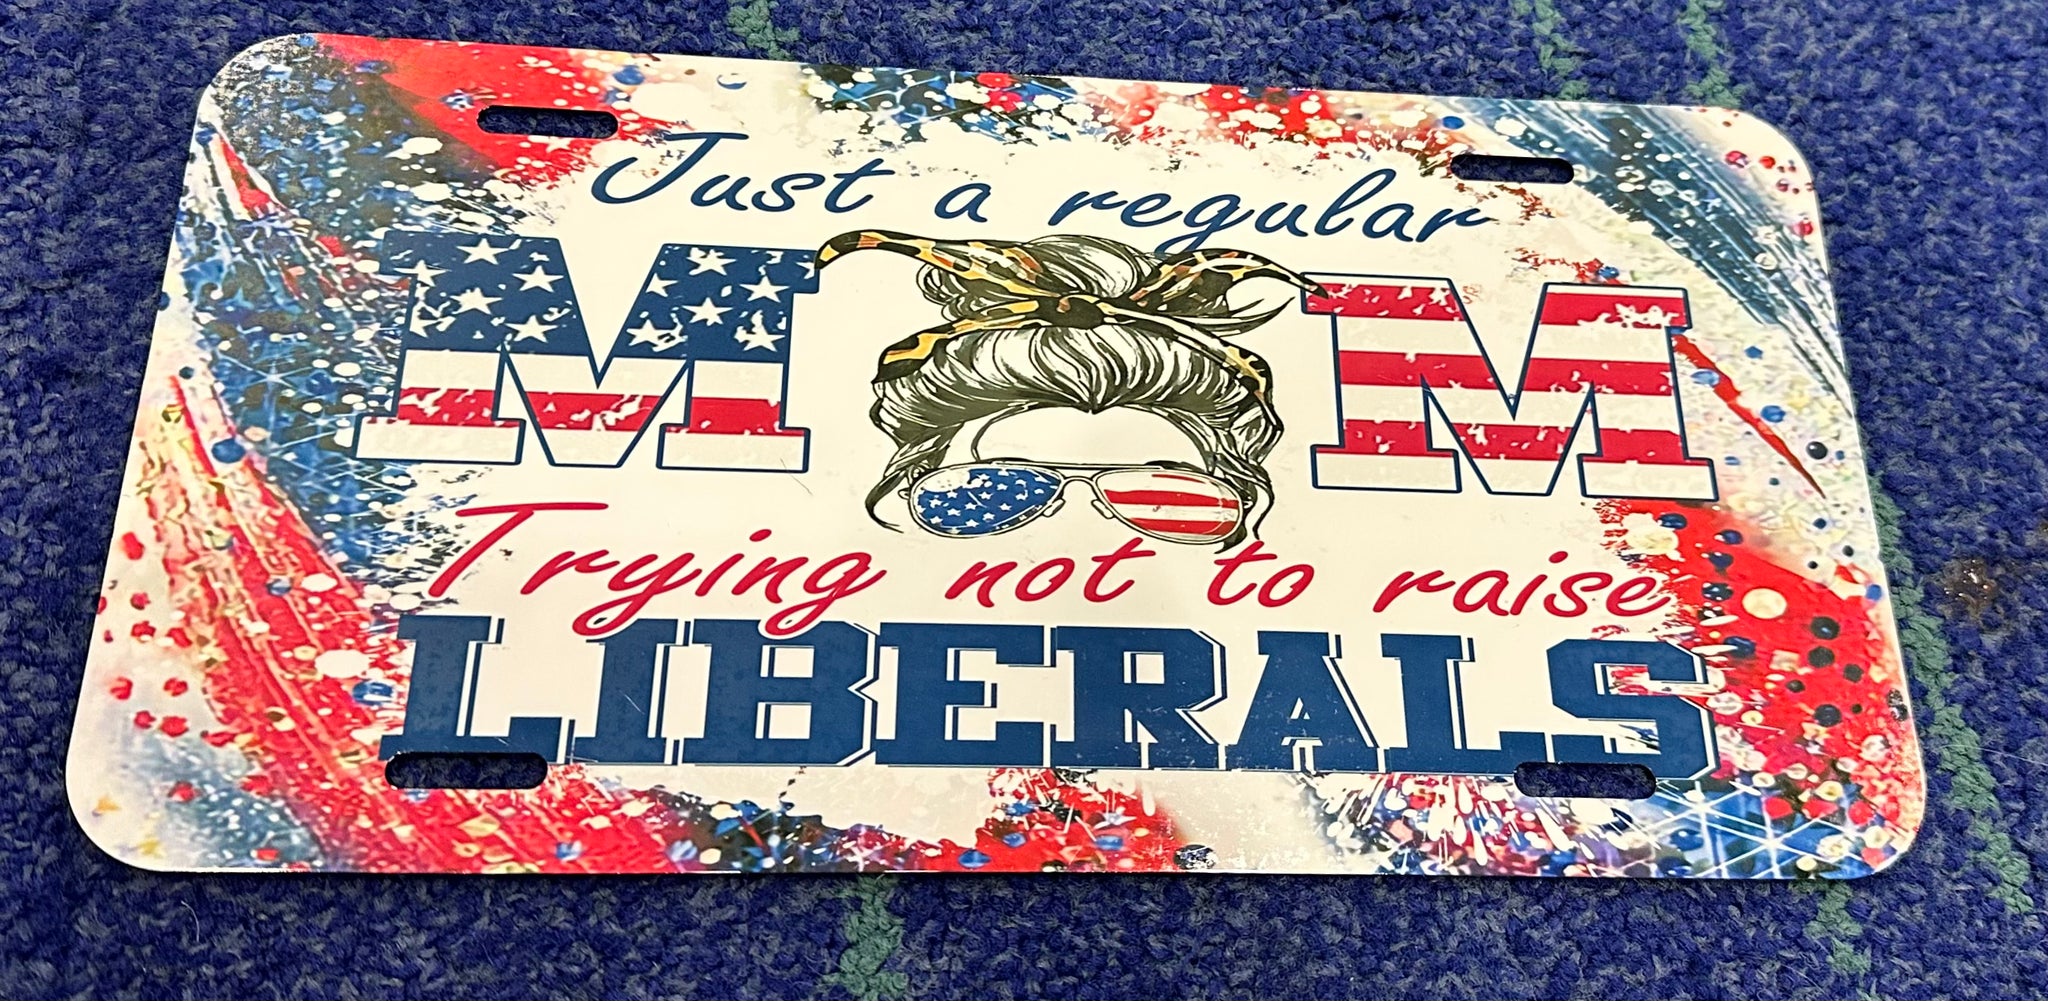 Just a regular
MOM
Trying not to raise
LIBERALS